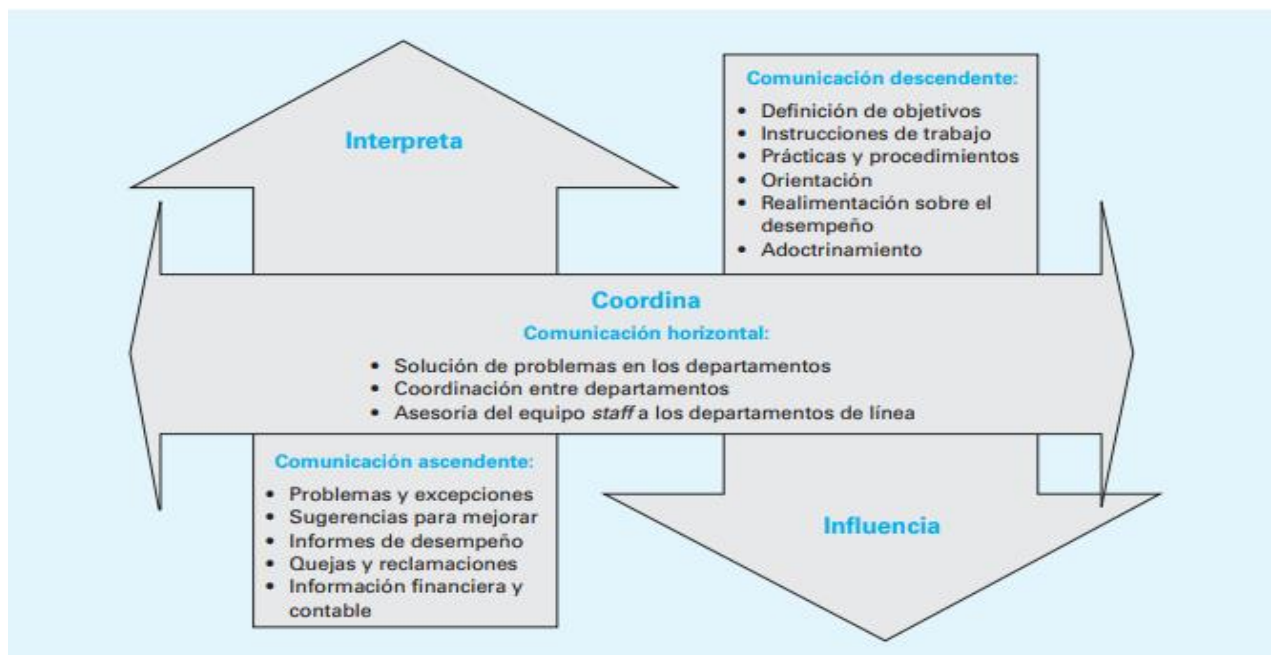 Interpreta
Comunicación descendente:
• Definición de objetivos
• Instrucciones de trabajo
• Prácticas y procedimientos
• Orientación
• Realimentación sobre el
desempeño
• Adoctrinamiento
Coordina
Comunicación horizontal:
• Solución de problemas en los departamentos
• Coordinación entre departamentos
• Asesoría del equipo staff a los departamentos de línea
Comunicación ascendente:
• Problemas y excepciones
• Sugerencias para mejorar
• Informes de desempeño
• Quejas y reclamaciones
• Información financiera y
contable
Influencia